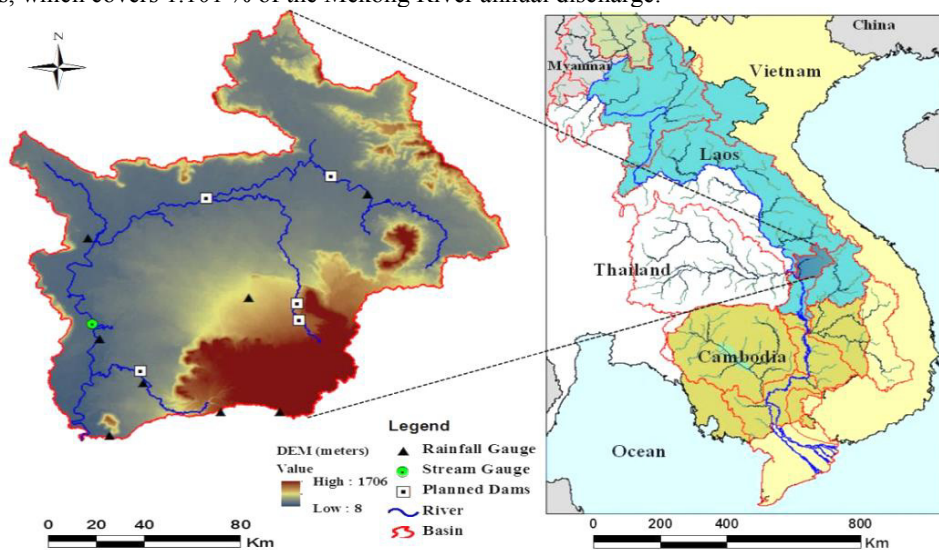 s, which covers 1.101 % of the Mekong River annual discharge.
N
China
Myanmar
Vietnam
Laos
Thailand
Cambodia
Ocean
Legend
DEM (meters)
Value
High : 1706
Low : 8
Rainfall Gauge
Stream Gauge
Planned Dams
River
Basin
0 20 40 80
Km
0 200 400 800
Km